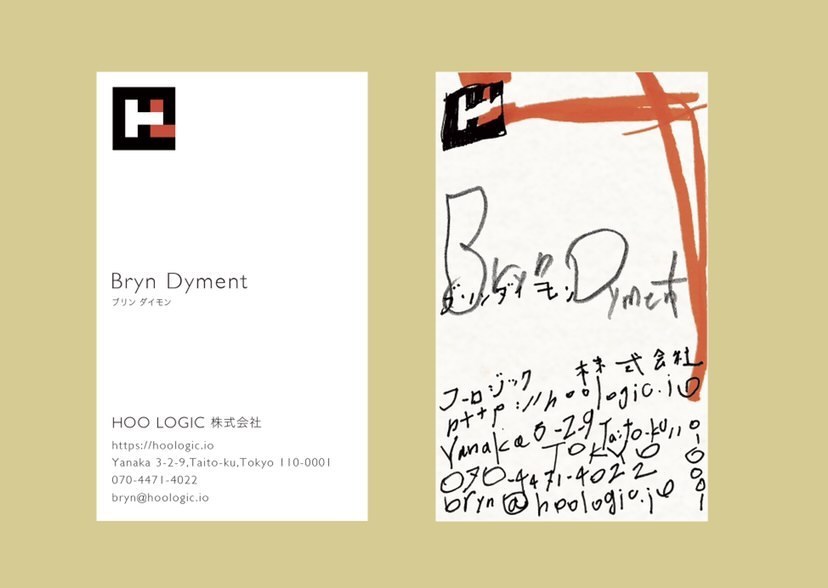 Bryn Dyment
ブリン ダイモン
HOO LOGIC 株式会社
https://hoologic.io
Yanaka 3-2-9,Taito-ku,Tokyo 110-0001
070-4471-4022
bryn@hoologic.io
Bryn Dyment
ブリンダイモン
フーロジック 株式会社
http://hoologic.io
Yanaka 3-2-9 Taito-ku 110
TOKYO 0001
070-4471-4022
bryn@hoologic.io